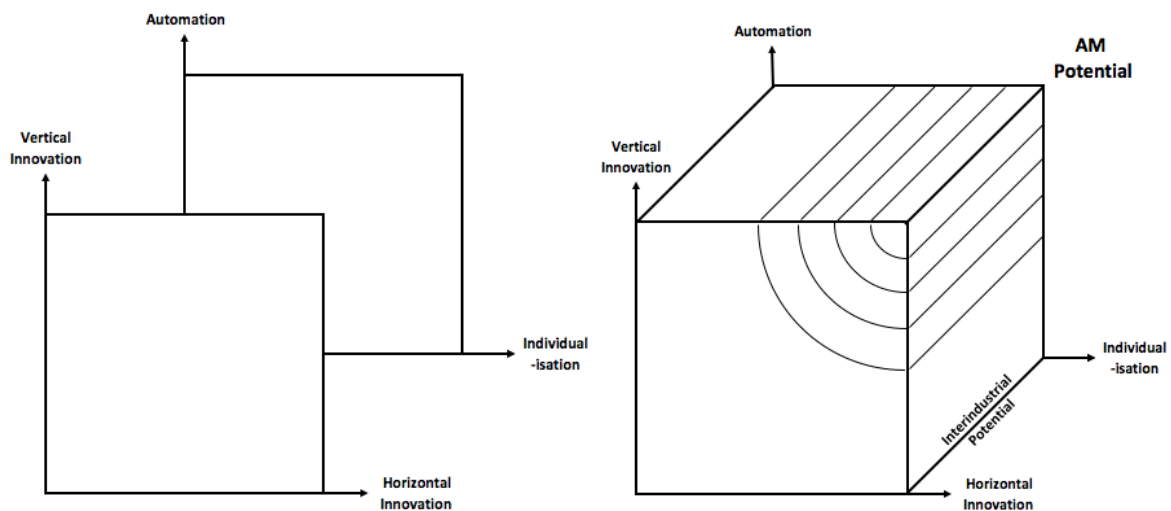 Automation
Vertical
Innovation
Individual
-isation
Horizontal
Innovation
Automation
AM
Potential
Vertical
Innovation
Individual
-isation
Interindustrial
Potential
Horizontal
Innovation